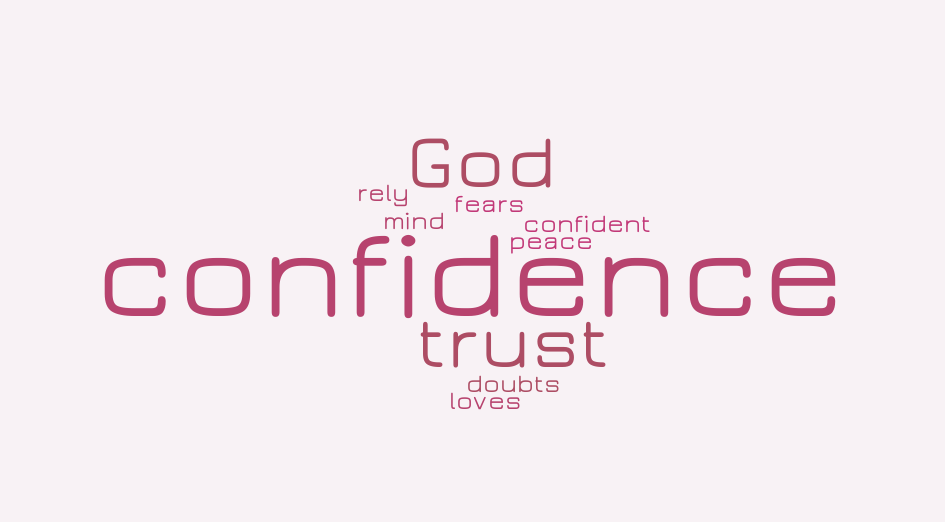 God
rely
fears
mind
confident
peace
confidence
trust
doubts
loves